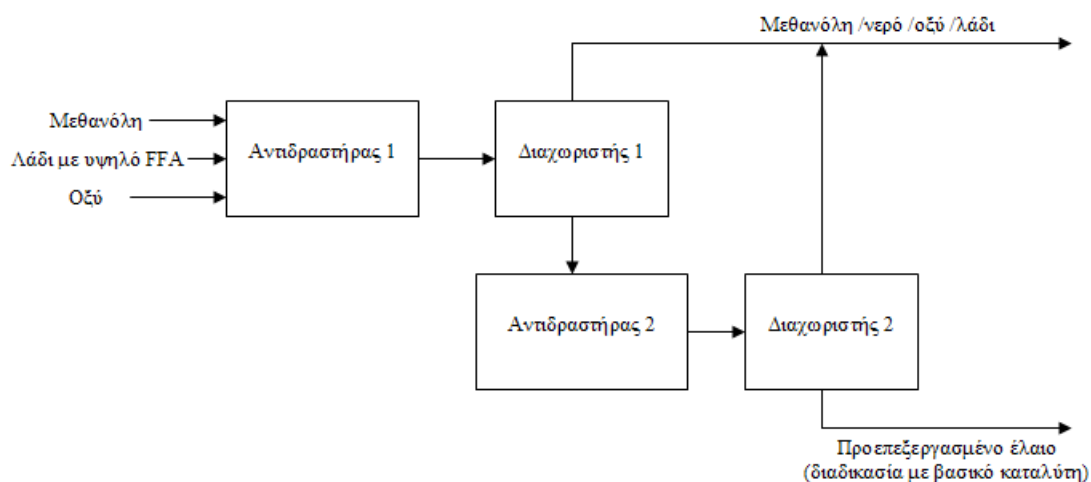 Μεθανόλη /νερό /οξύ /λάδι
Μεθανόλη
Λάδι με υψηλό FFA
Οξύ
Αντιδραστήρας 1
Διαχωριστής 1
Αντιδραστήρας 2
Διαχωριστής 2
Προεπεξεργασμένο έλαιο
(διαδικασία με βασικό καταλύτη)